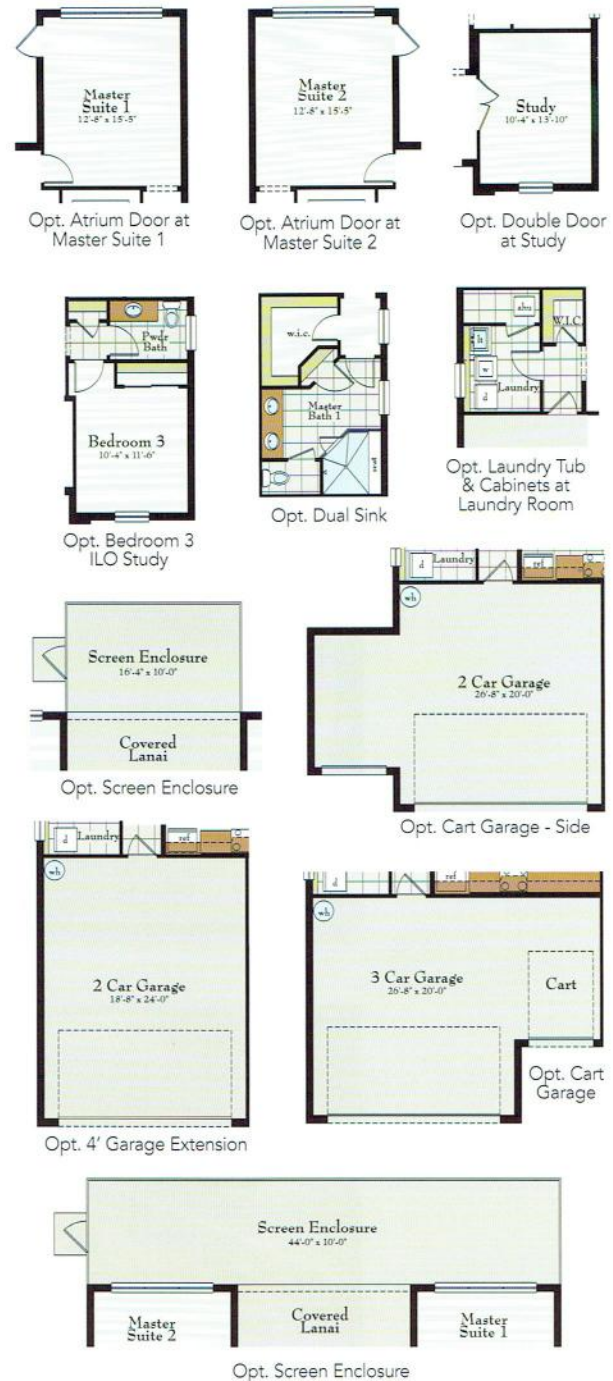 Master
Suite 1
12'-8" x 15'-5"
Opt. Atrium Door at
Master Suite 1
Master
Suite 2
12'-8" x 15'-5"
Opt. Atrium Door at
Master Suite 2
Study
10'-4" x 13'-10"
Opt. Double Door
at Study
Pwdr
Bath
Bedroom 3
10'-4" x 11'-6"
Opt. Bedroom 3
ILO Study
w.i.c.
Master
Bath 1
seat
Opt. Dual Sink
ahu
W.I.C.
lt
w
d
Laundry
Opt. Laundry Tub
& Cabinets at
Laundry Room
Screen Enclosure
16'-4" x 10'-0"
Covered
Lanai
Opt. Screen Enclosure
d
Laundry
ref
wh
2 Car Garage
26'-8" x 20'-0"
Opt. Cart Garage - Side
d
Laundry
ref
wh
2 Car Garage
18'-8" x 24'-0"
Opt. 4' Garage Extension
d
ref
wh
3 Car Garage
26'-8" x 20'-0"
Cart
Opt. Cart
Garage
Screen Enclosure
44'-0" x 10'-0"
Master
Suite 2
Covered
Lanai
Master
Suite 1
Opt. Screen Enclosure